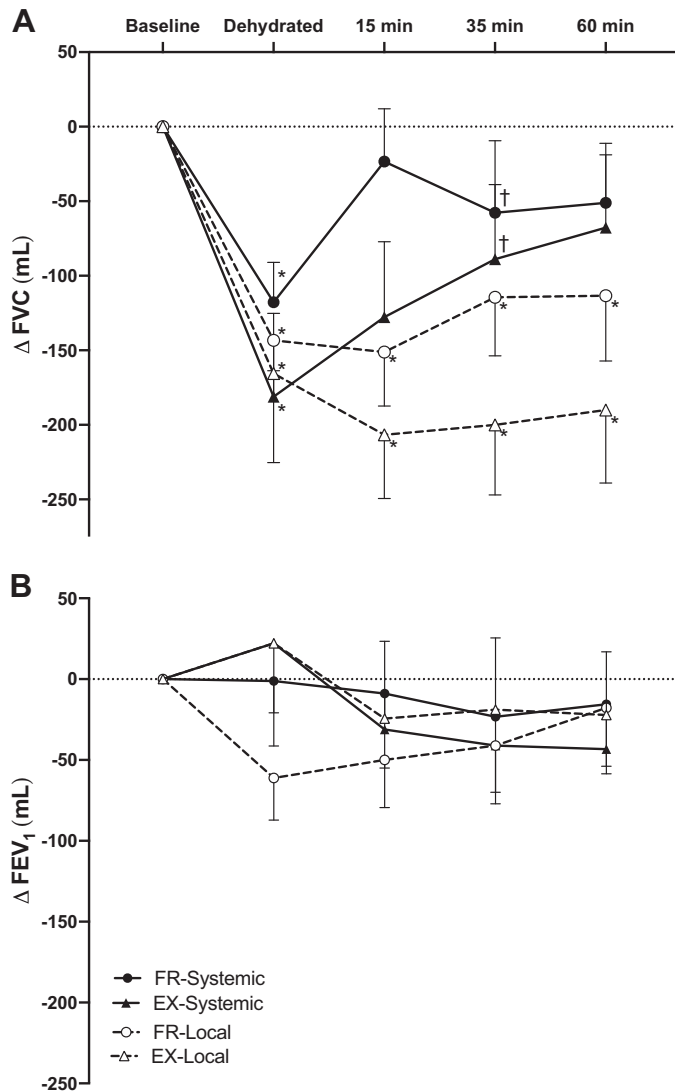 A
Baseline Dehydrated 15 min 35 min 60 min
50
0
-50
-100
-150
-200
-250
Δ FVC (mL)
*
*
*
*
*
*
*
*
*
*
†
†
B
50
0
-50
-100
-150
-200
-250
Δ FEV₁ (mL)
FR-Systemic
EX-Systemic
FR-Local
EX-Local